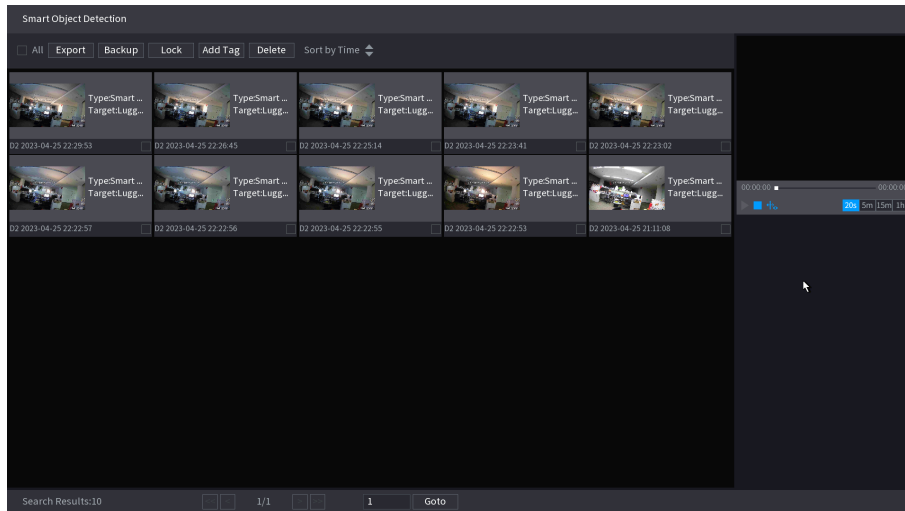 Smart Object Detection
All Export Backup Lock Add Tag Delete Sort by Time
Type:Smart ... Type:Smart ... Type:Smart ... Type:Smart ... Type:Smart ...
Target:Lugg... Target:Lugg... Target:Lugg... Target:Lugg... Target:Lugg...
D2 2023-04-25 22:29:53 D2 2023-04-25 22:26:45 D2 2023-04-25 22:25:14 D2 2023-04-25 22:23:41 D2 2023-04-25 22:23:02
Type:Smart ... Type:Smart ... Type:Smart ... Type:Smart ... Type:Smart ...
Target:Lugg... Target:Lugg... Target:Lugg... Target:Lugg... Target:Lugg...
D2 2023-04-25 22:22:57 D2 2023-04-25 22:22:56 D2 2023-04-25 22:22:55 D2 2023-04-25 22:22:53 D2 2023-04-25 21:11:08
00:00:00 00:00:00
20s 5m 15m 1h
Search Results:10 1/1 1 Goto